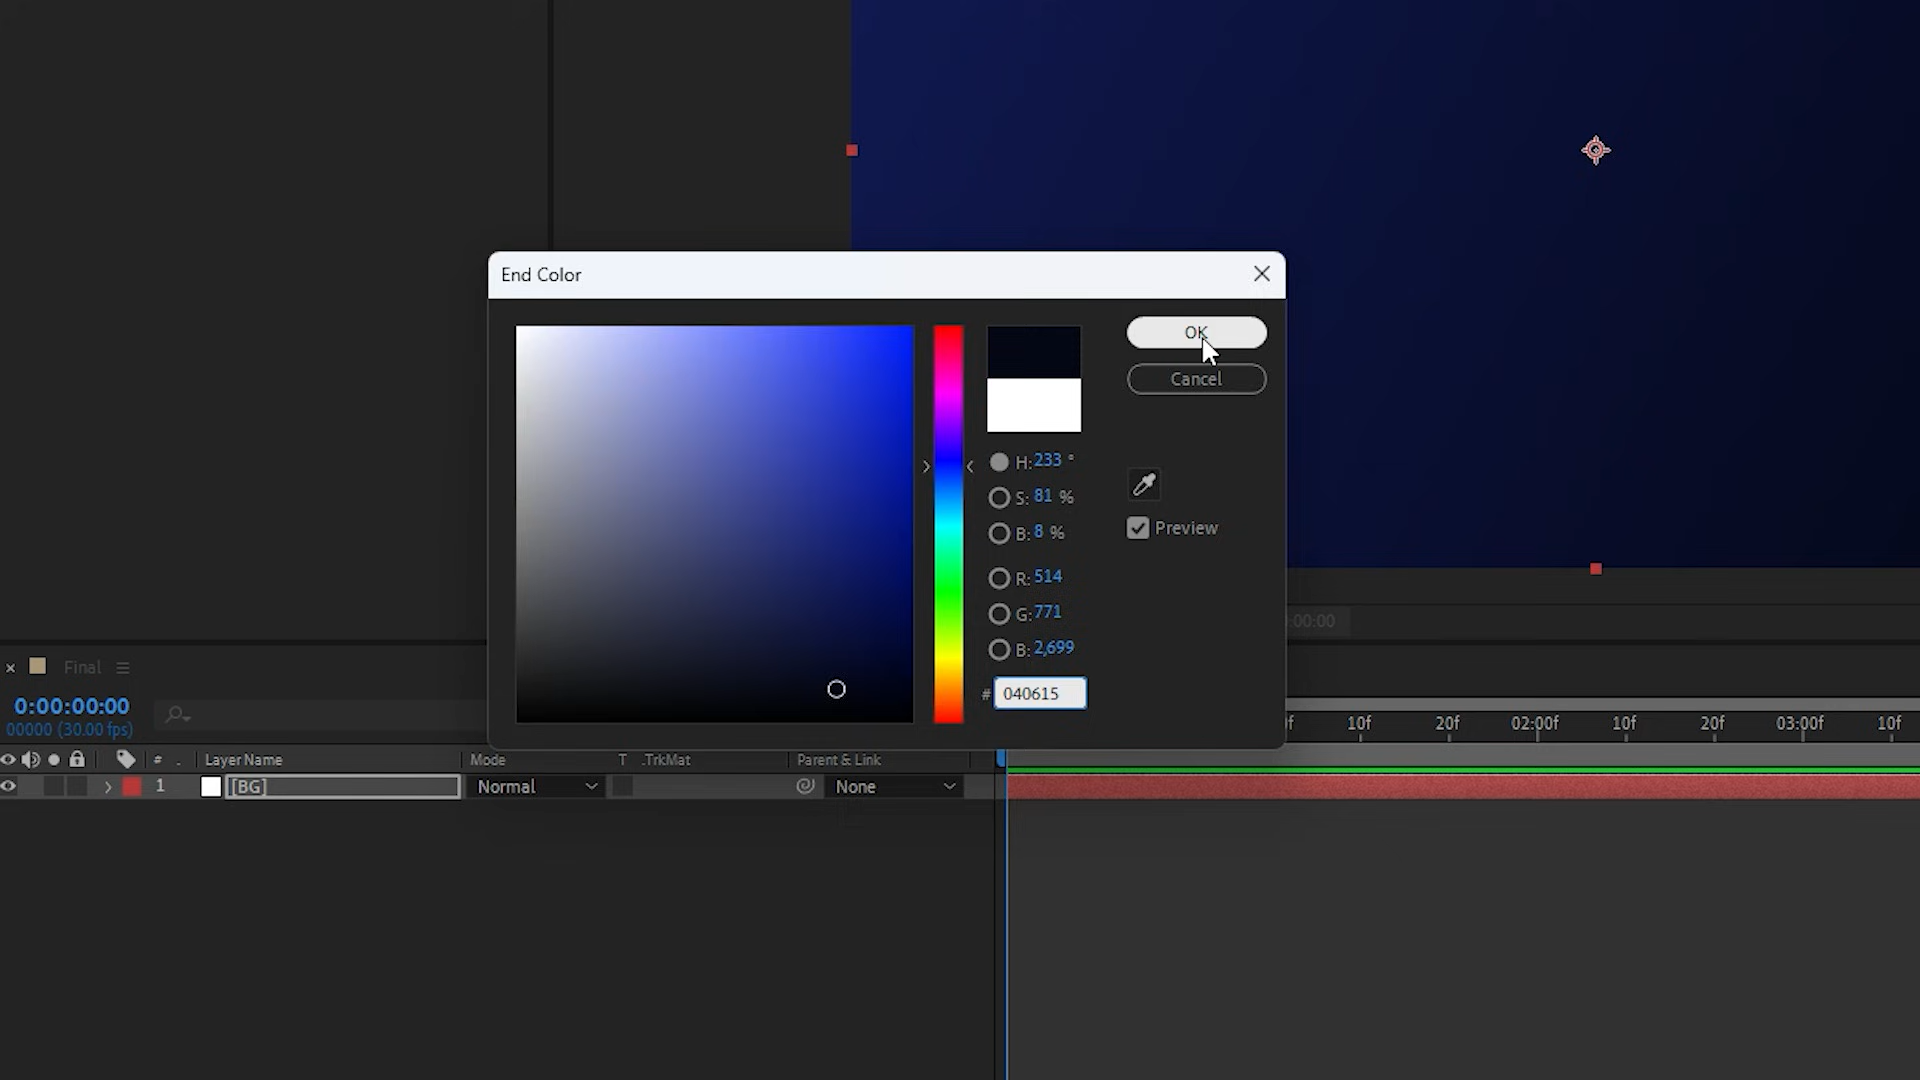 End Color
OK
Cancel
H: 233 °
S: 81 %
B: 8 %
Preview
R: 514
G: 771
B: 2,699
# 040615
:00:00
Final
0:00:00:00
00000 (30.00 fps)
f 10f 20f 02:00f 10f 20f 03:00f 10f
# . Layer Name Mode T .TrkMat Parent & Link
1 [BG] Normal None